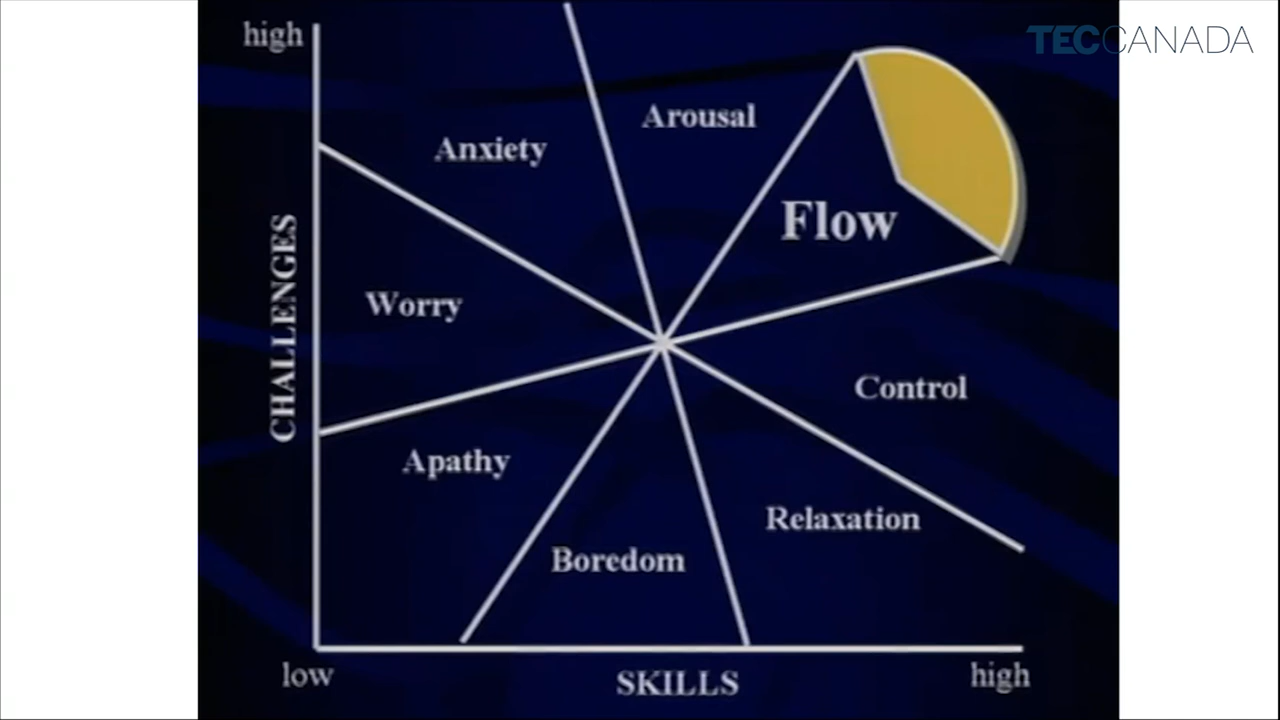 TECCANADA
high
Arousal
Anxiety
Flow
CHALLENGES
Worry
Control
Apathy
Relaxation
Boredom
low
SKILLS
high